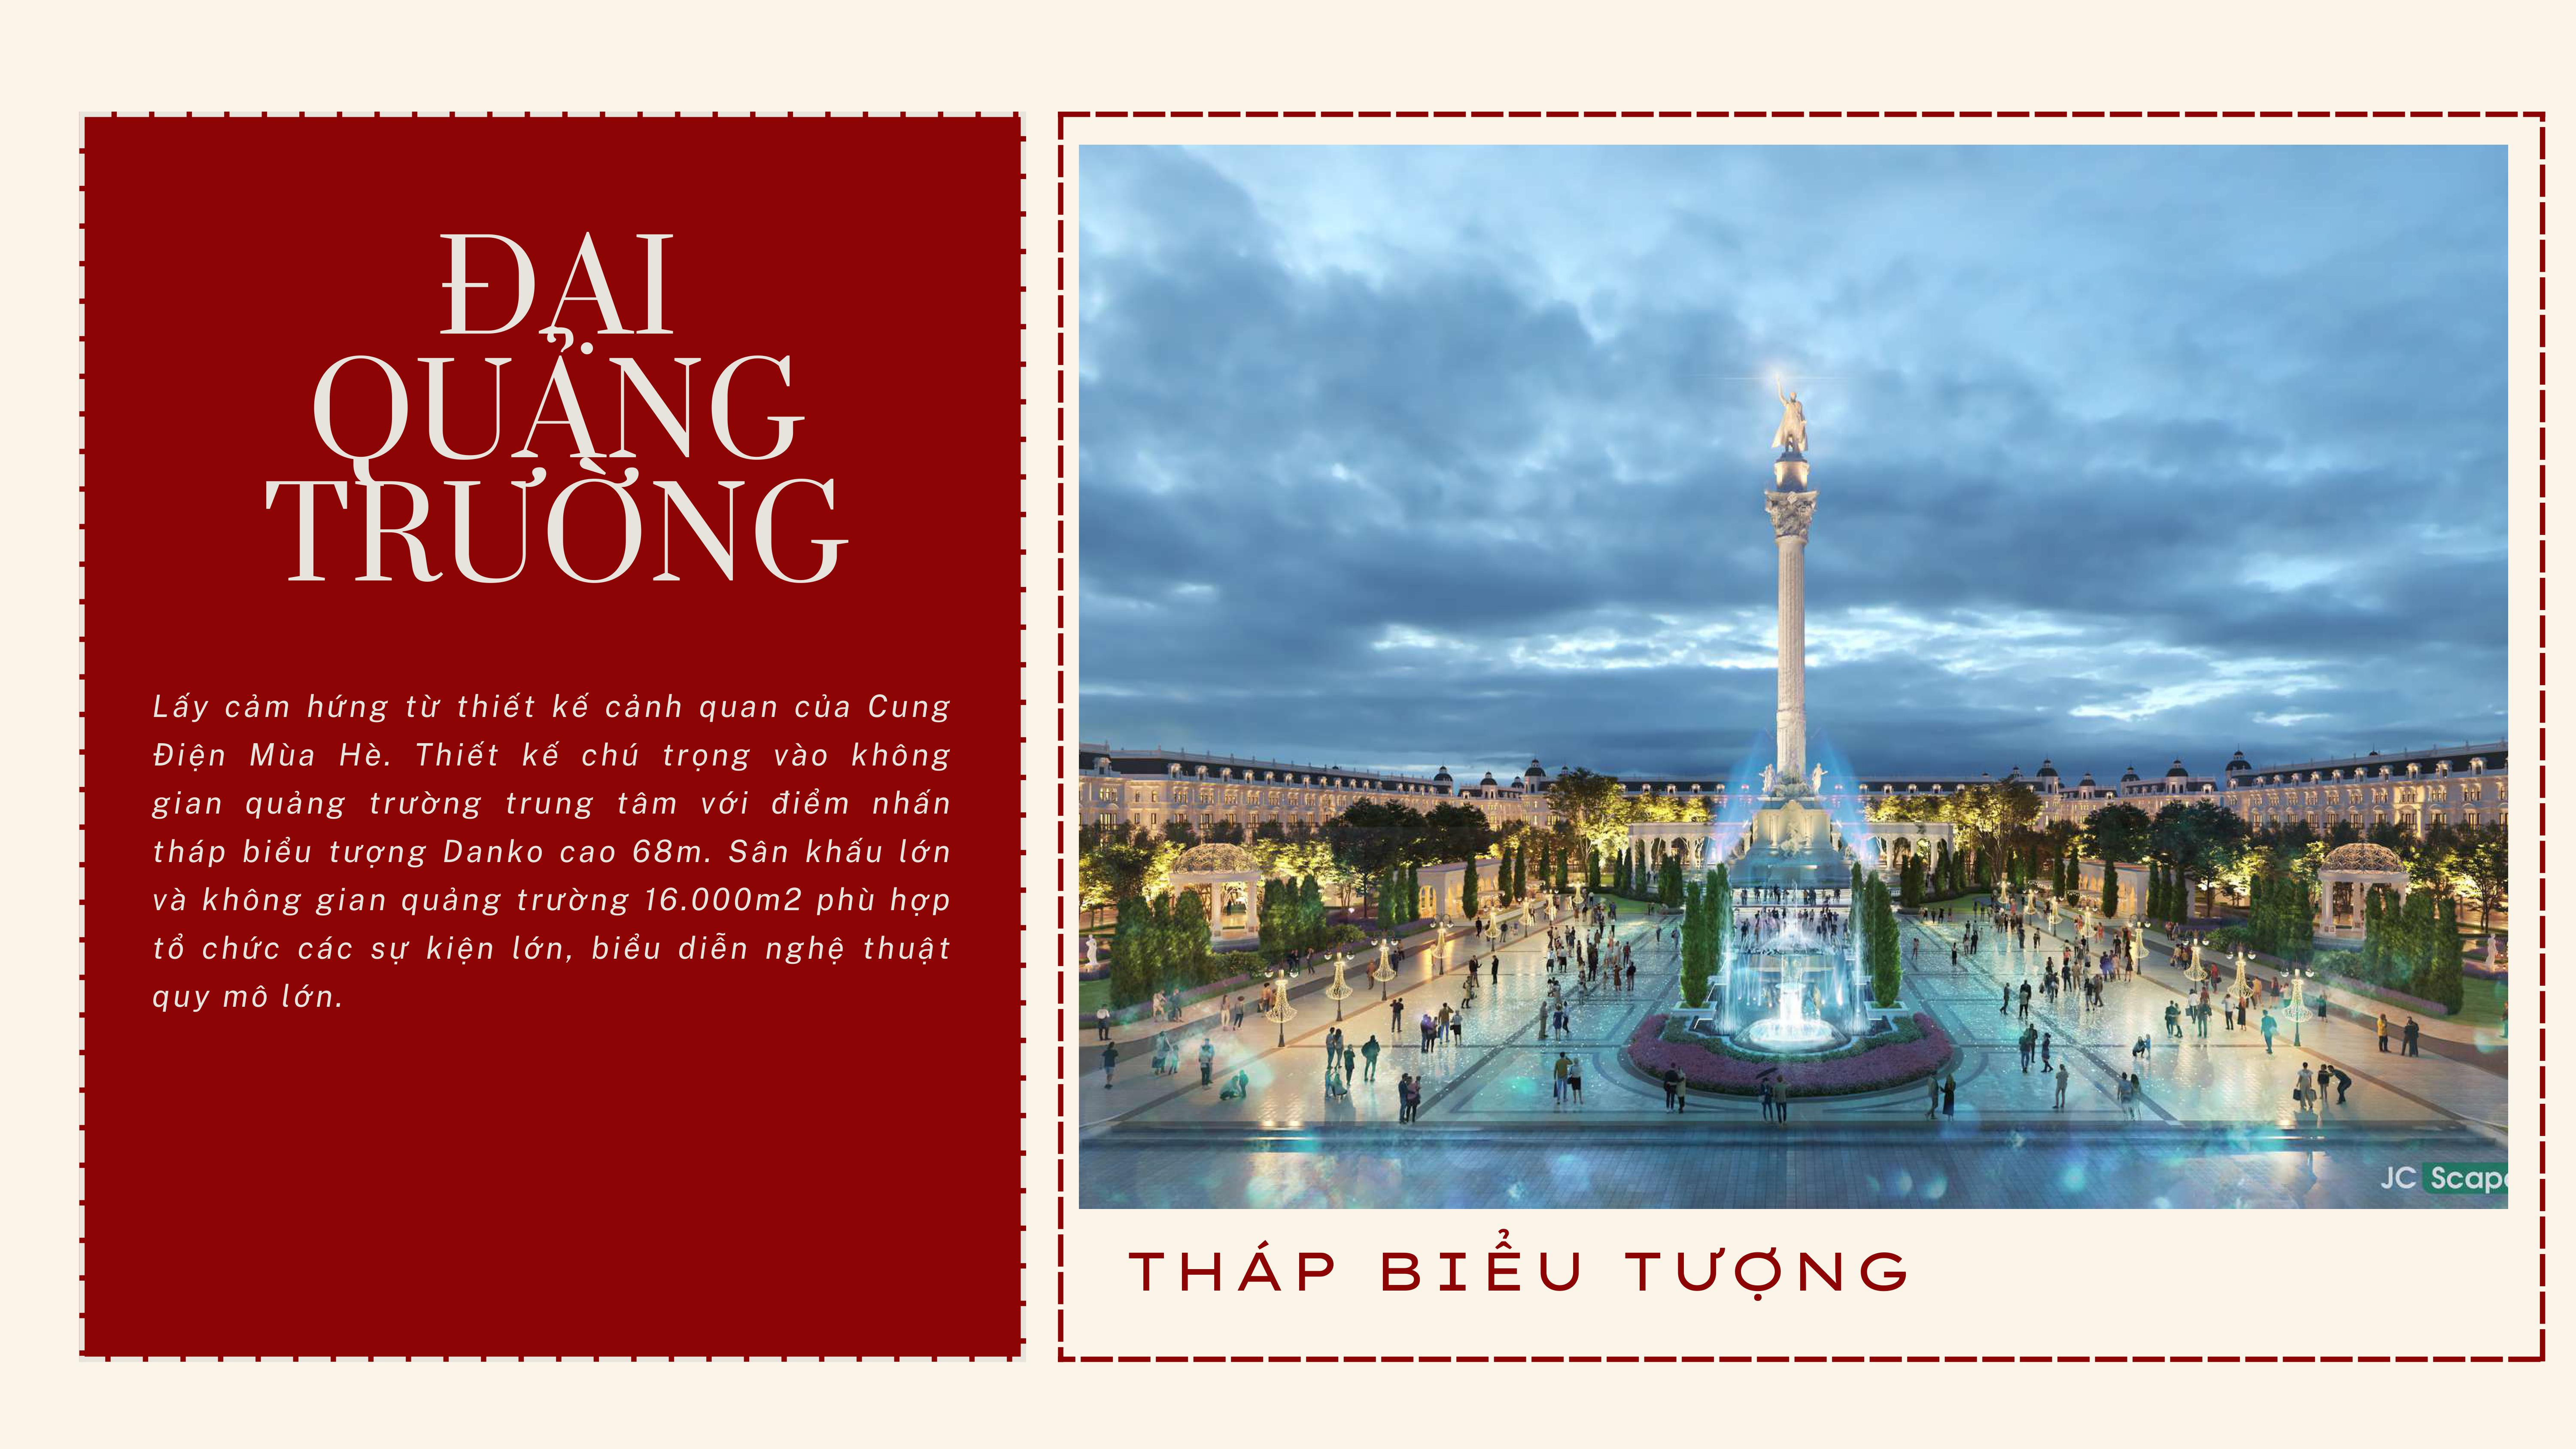 ĐẠI
QUẢNG
TRƯỜNG
Lấy cảm hứng từ thiết kế cảnh quan của Cung
Điện Mùa Hè. Thiết kế chú trọng vào không
gian quảng trường trung tâm với điểm nhấn
tháp biểu tượng Danko cao 68m. Sân khấu lớn
và không gian quảng trường 16.000m2 phù hợp
tổ chức các sự kiện lớn, biểu diễn nghệ thuật
quy mô lớn.
JC Scap
THÁP BIỂU TƯỢNG